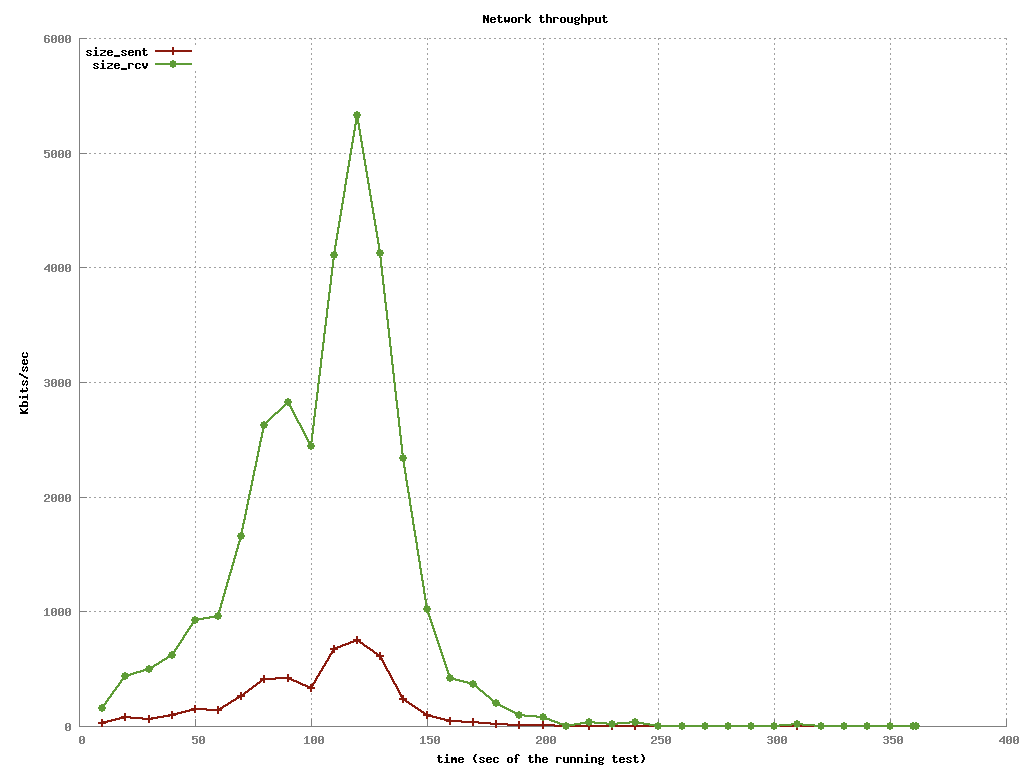 Network throughput
6000
size_sent
size_rcv
5000
4000
3000
2000
1000
0
Kbits/sec
0 50 100 150 200 250 300 350 400
time (sec of the running test)